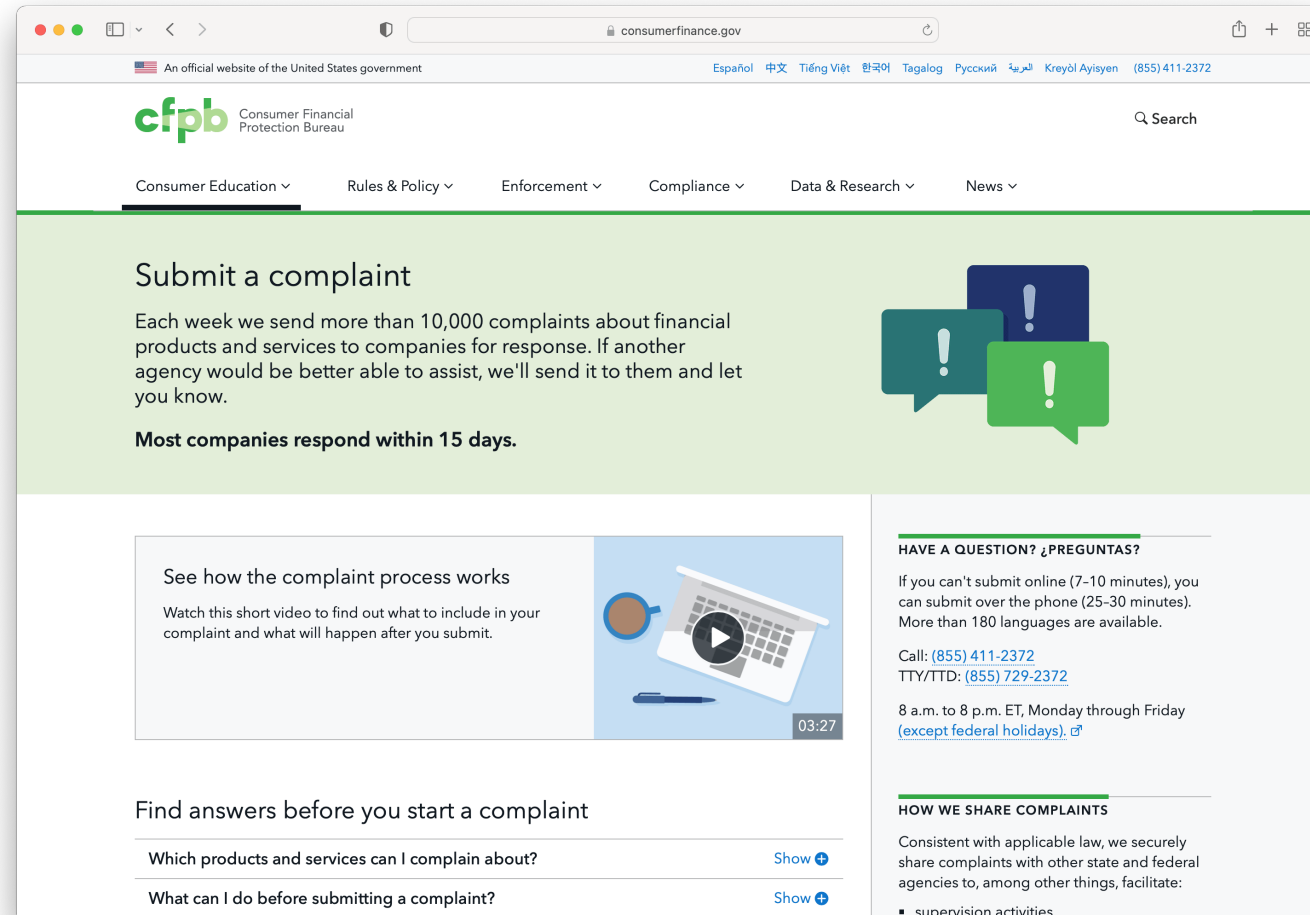 consumerfinance.gov
An official website of the United States government
Español 中文 Tiếng Việt 한국어 Tagalog Pусский العربية Kreyòl Ayisyen (855) 411-2372
cfpb Consumer Financial
Protection Bureau
Search
Consumer Education Rules & Policy Enforcement Compliance Data & Research News
Submit a complaint
Each week we send more than 10,000 complaints about financial
products and services to companies for response. If another
agency would be better able to assist, we'll send it to them and let
you know.
Most companies respond within 15 days.
See how the complaint process works
Watch this short video to find out what to include in your
complaint and what will happen after you submit.
03:27
Find answers before you start a complaint
Which products and services can I complain about? Show
What can I do before submitting a complaint? Show
HAVE A QUESTION? ¿PREGUNTAS?
If you can't submit online (7–10 minutes), you
can submit over the phone (25–30 minutes).
More than 180 languages are available.
Call: (855) 411-2372
TTY/TTD: (855) 729-2372
8 a.m. to 8 p.m. ET, Monday through Friday
(except federal holidays).
HOW WE SHARE COMPLAINTS
Consistent with applicable law, we securely
share complaints with other state and federal
agencies to, among other things, facilitate:
supervision activities